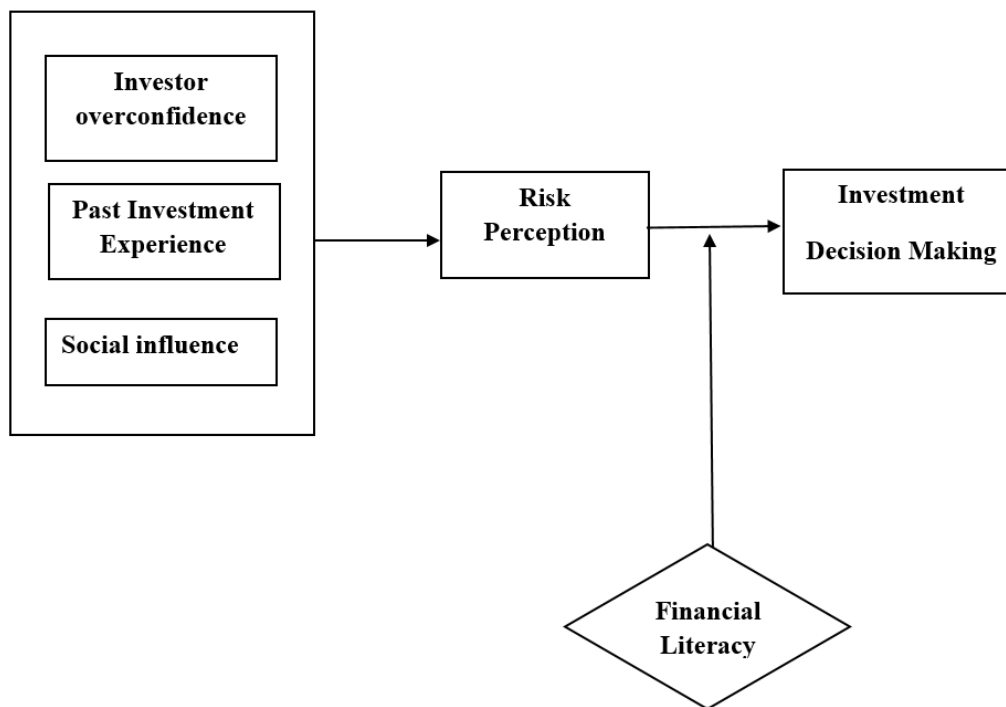 Investor
overconfidence
Past Investment
Experience
Social influence
Risk
Perception
Investment
Decision Making
Financial
Literacy